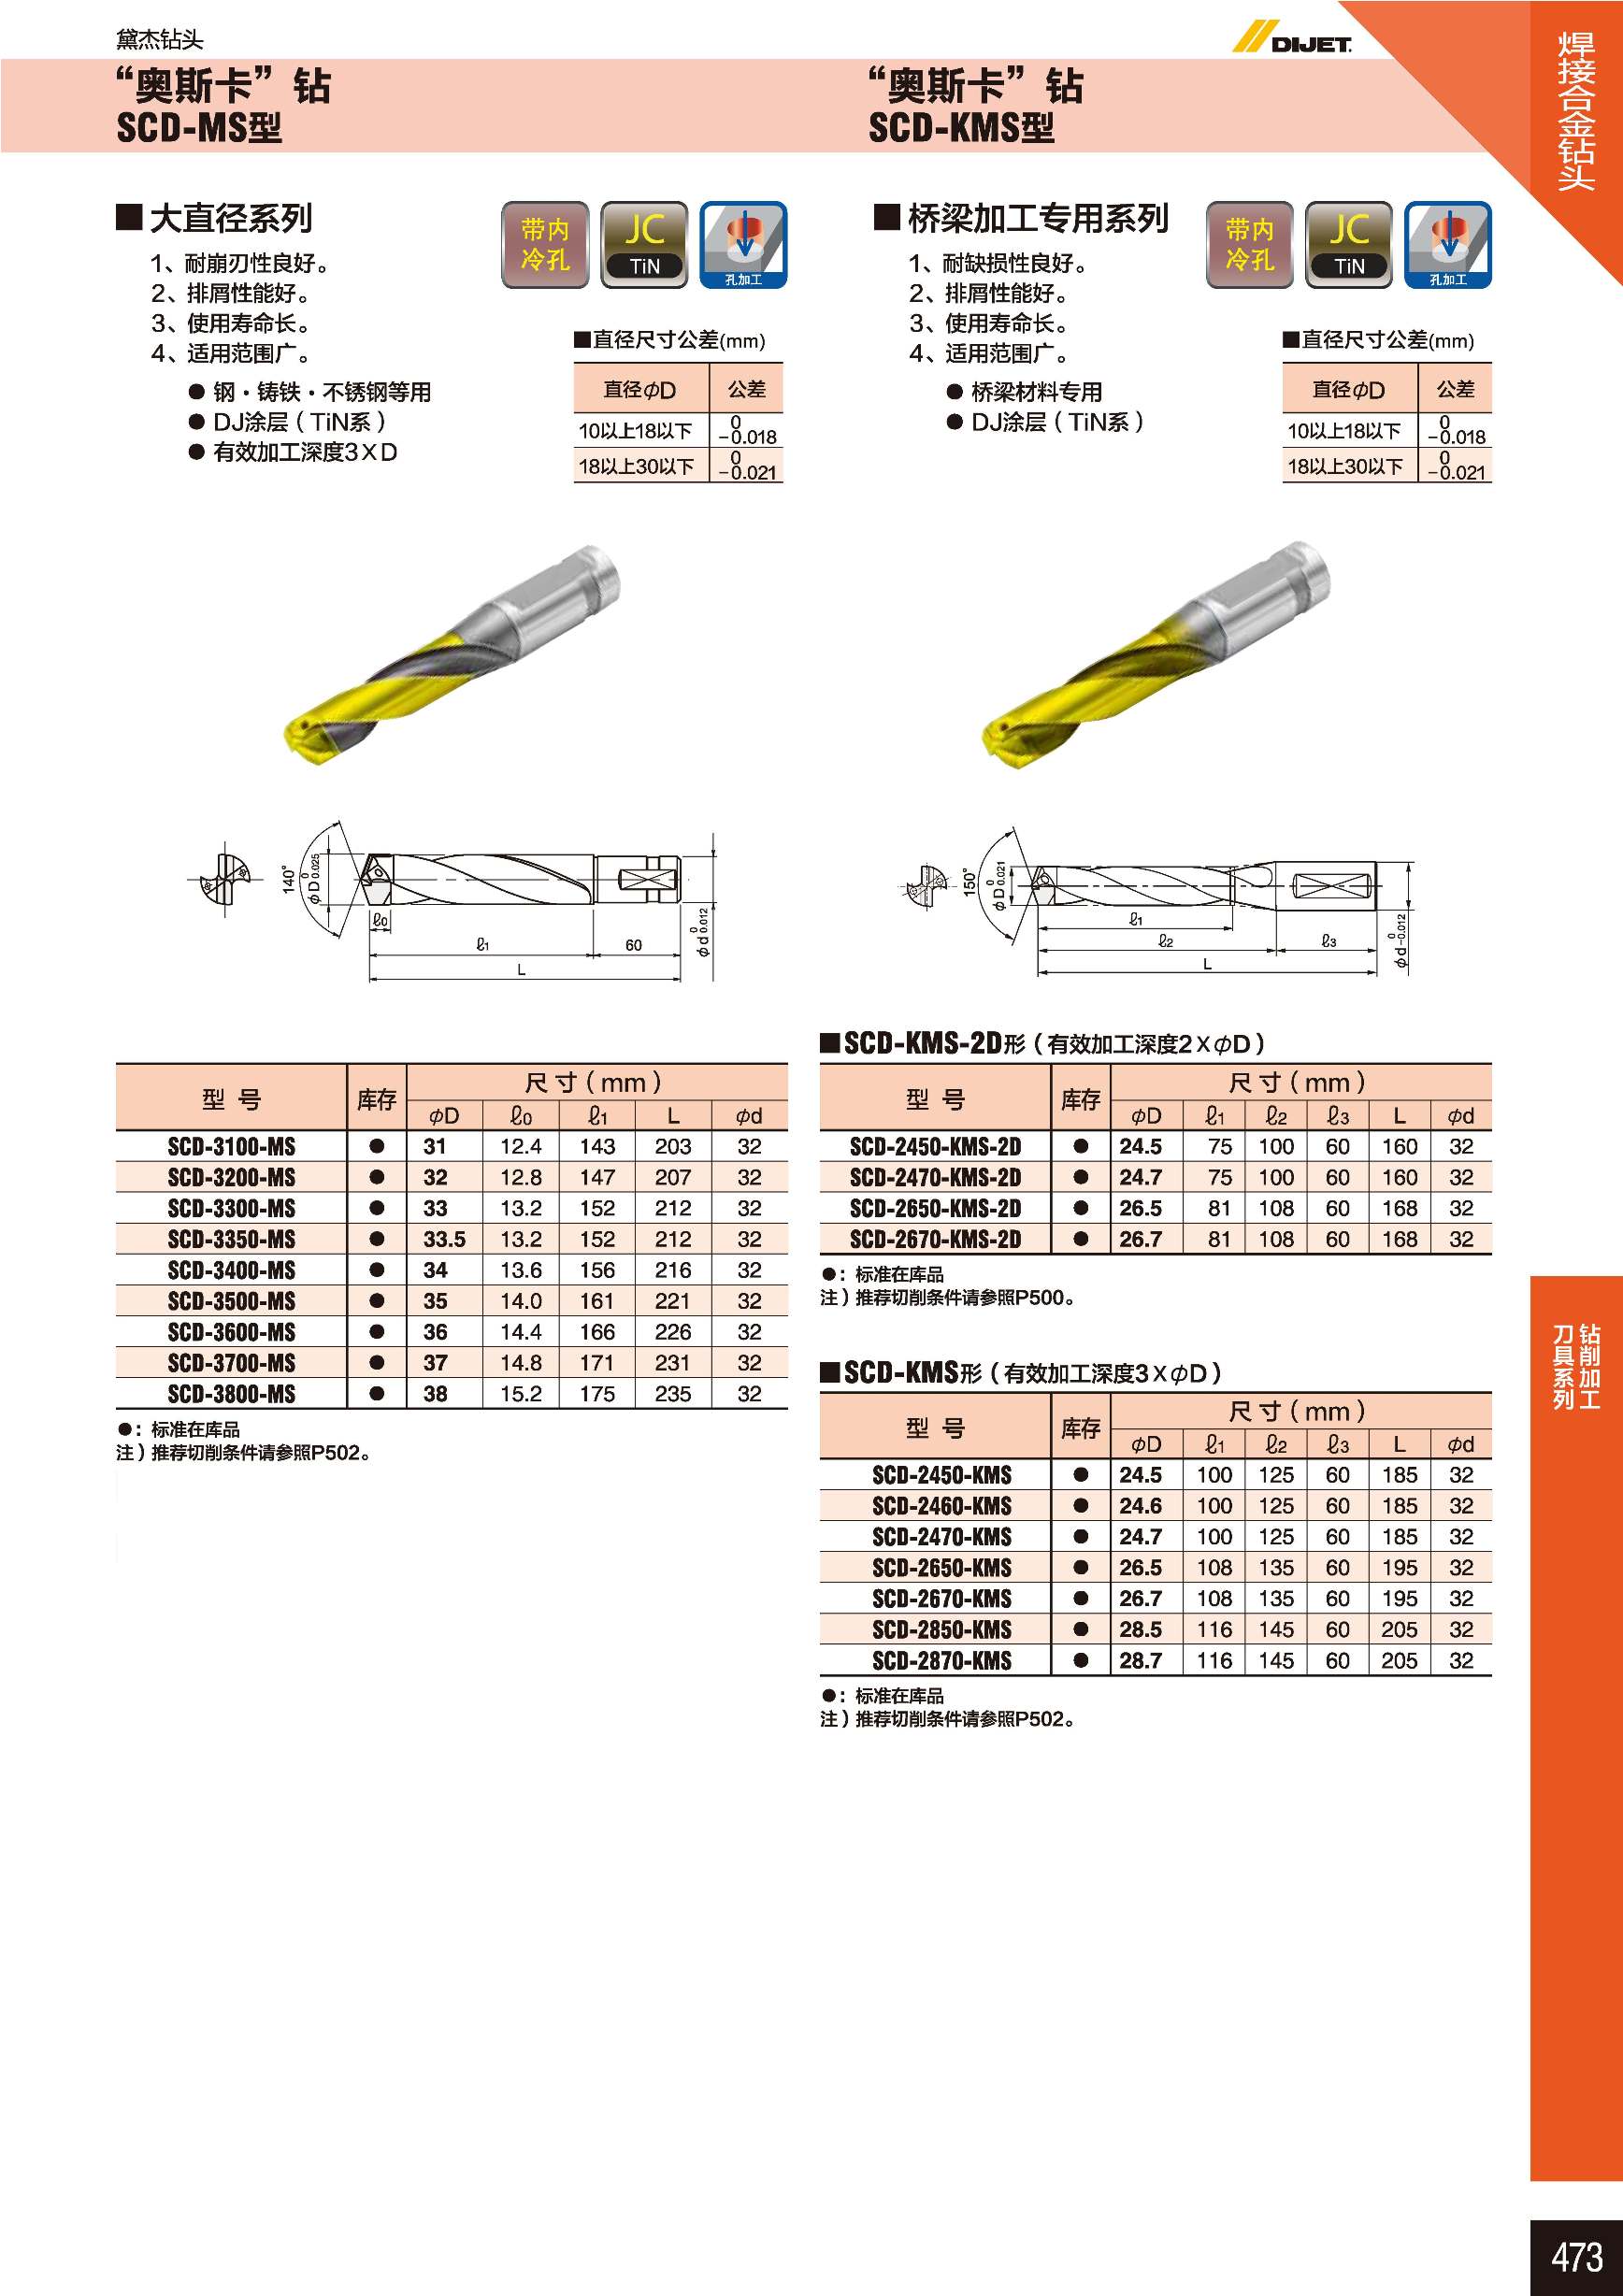 黛杰钻头
DIJET.
“奥斯卡”钻
SCD-MS型
“奥斯卡”钻
SCD-KMS型
焊接合金钻头
■大直径系列
1、耐崩刃性良好。
2、排屑性能好。
3、使用寿命长。
4、适用范围广。
● 钢・铸铁・不锈钢等用
● DJ涂层（TiN系）
● 有效加工深度3×D
带内
冷孔
JC
TiN
孔加工
■直径尺寸公差(mm)
直径φD 公差
10以上18以下 0 -0.018
18以上30以下 0 -0.021
■桥梁加工专用系列
1、耐缺损性良好。
2、排屑性能好。
3、使用寿命长。
4、适用范围广。
● 桥梁材料专用
● DJ涂层（TiN系）
带内
冷孔
JC
TiN
孔加工
■直径尺寸公差(mm)
直径φD 公差
10以上18以下 0 -0.018
18以上30以下 0 -0.021
140°
φD 0 0.025
ℓ0
ℓ1
60
L
φd 0 0.012
150°
φD 0 0.021
ℓ1
ℓ2
ℓ3
L
φd 0 -0.012
型 号 库存 尺 寸（mm）
φD ℓ0 ℓ1 L φd
SCD-3100-MS ● 31 12.4 143 203 32
SCD-3200-MS ● 32 12.8 147 207 32
SCD-3300-MS ● 33 13.2 152 212 32
SCD-3350-MS ● 33.5 13.2 152 212 32
SCD-3400-MS ● 34 13.6 156 216 32
SCD-3500-MS ● 35 14.0 161 221 32
SCD-3600-MS ● 36 14.4 166 226 32
SCD-3700-MS ● 37 14.8 171 231 32
SCD-3800-MS ● 38 15.2 175 235 32
●：标准在库品
注）推荐切削条件请参照P502。
■SCD-KMS-2D形（有效加工深度2×φD）
型 号 库存 尺 寸（mm）
φD ℓ1 ℓ2 ℓ3 L φd
SCD-2450-KMS-2D ● 24.5 75 100 60 160 32
SCD-2470-KMS-2D ● 24.7 75 100 60 160 32
SCD-2650-KMS-2D ● 26.5 81 108 60 168 32
SCD-2670-KMS-2D ● 26.7 81 108 60 168 32
●：标准在库品
注）推荐切削条件请参照P500。
■SCD-KMS形（有效加工深度3×φD）
型 号 库存 尺 寸（mm）
φD ℓ1 ℓ2 ℓ3 L φd
SCD-2450-KMS ● 24.5 100 125 60 185 32
SCD-2460-KMS ● 24.6 100 125 60 185 32
SCD-2470-KMS ● 24.7 100 125 60 185 32
SCD-2650-KMS ● 26.5 108 135 60 195 32
SCD-2670-KMS ● 26.7 108 135 60 195 32
SCD-2850-KMS ● 28.5 116 145 60 205 32
SCD-2870-KMS ● 28.7 116 145 60 205 32
●：标准在库品
注）推荐切削条件请参照P502。
钻削加工
刀具系列
473